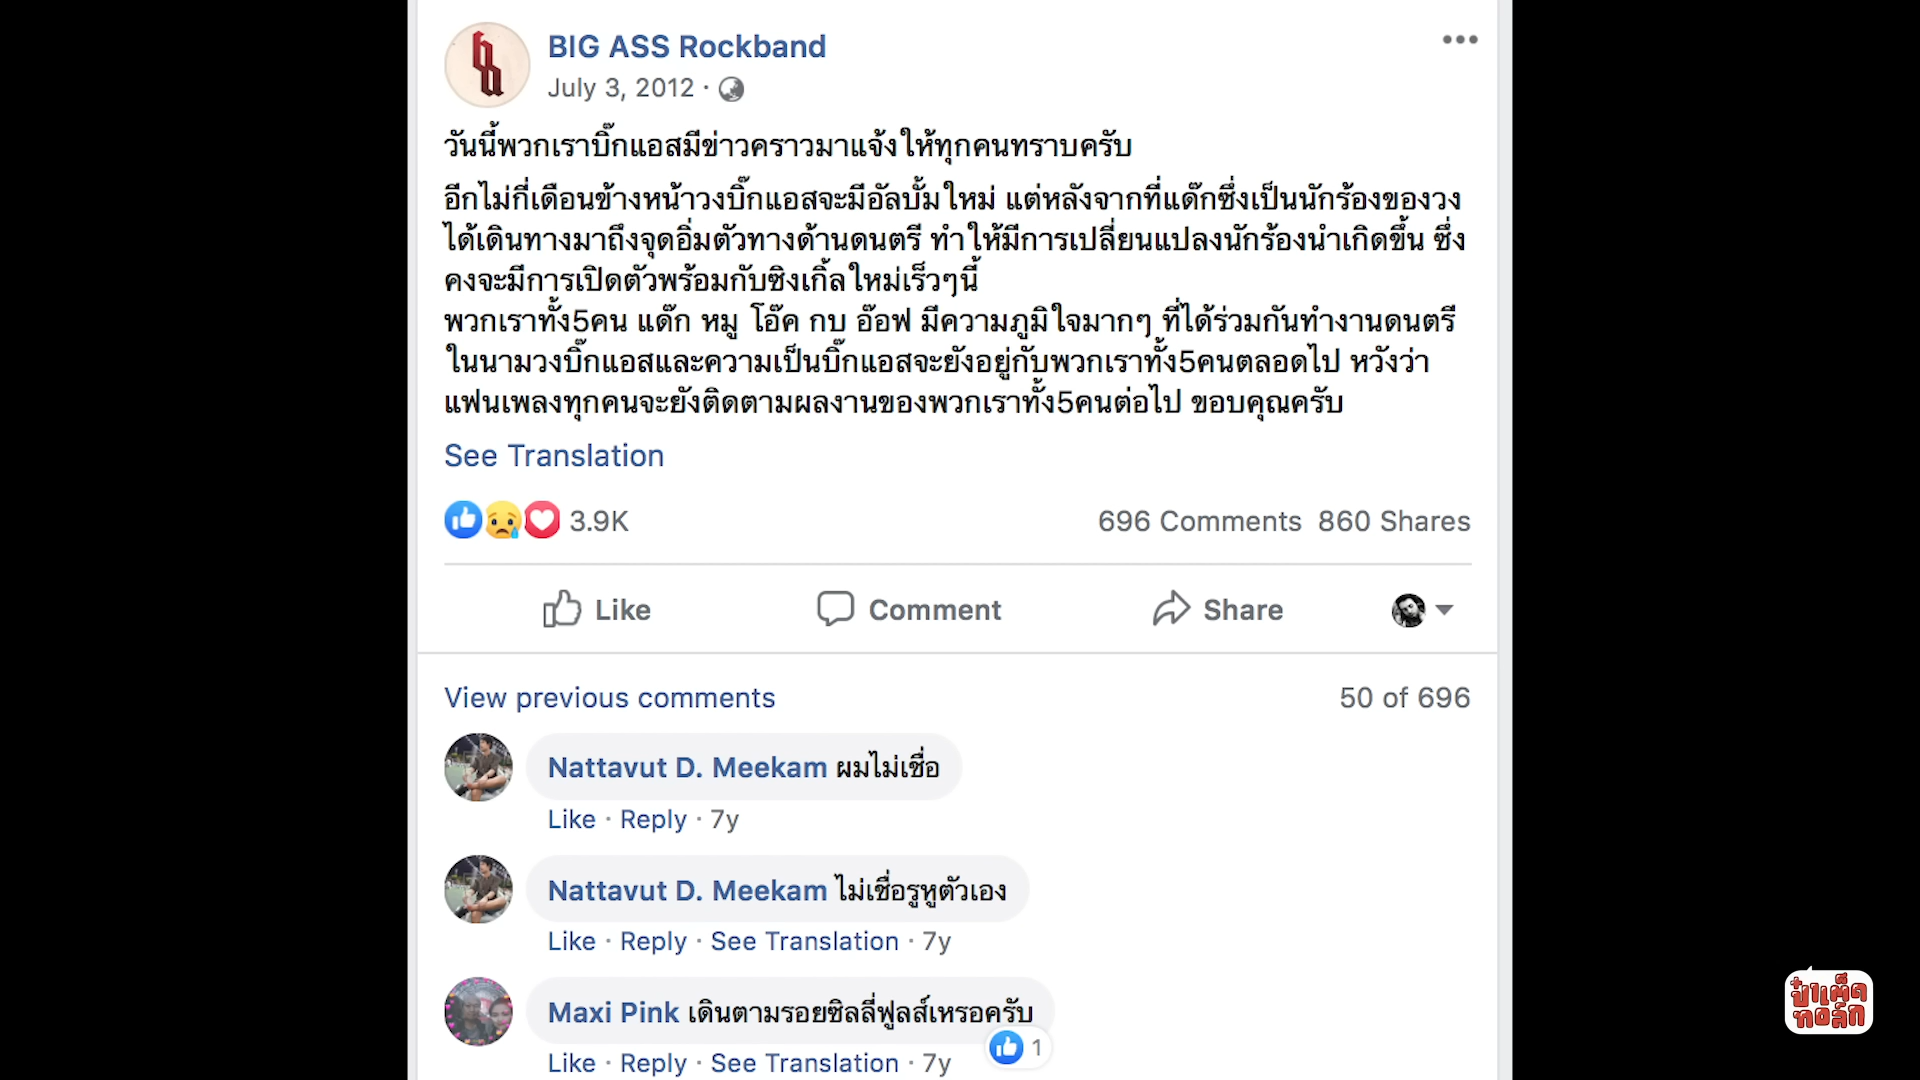 BIG ASS Rockband
July 3, 2012 ·
วันนี้พวกเราบิ๊กแอสมีข่าวคราวมาแจ้งให้ทุกคนทราบครับ
อีกไม่กี่เดือนข้างหน้าวงบิ๊กแอสจะมีอัลบั้มใหม่ แต่หลังจากที่แด๊กซึ่งเป็นนักร้องของวง
ได้เดินทางมาถึงจุดอิ่มตัวทางด้านดนตรี ทำให้มีการเปลี่ยนแปลงนักร้องนำเกิดขึ้น ซึ่ง
คงจะมีการเปิดตัวพร้อมกับซิงเกิ้ลใหม่เร็วๆนี้
พวกเราทั้ง5คน แด๊ก หมู โอ๊ค กบ อ๊อฟ มีความภูมิใจมากๆ ที่ได้ร่วมกันทำงานดนตรี
ในนามวงบิ๊กแอสและความเป็นบิ๊กแอสจะยังอยู่กับพวกเราทั้ง5คนตลอดไป หวังว่า
แฟนเพลงทุกคนจะยังติดตามผลงานของพวกเราทั้ง5คนต่อไป ขอบคุณครับ
See Translation
3.9K 696 Comments 860 Shares
Like Comment Share
View previous comments 50 of 696
Nattavut D. Meekam ผมไม่เชื่อ
Like · Reply · 7y
Nattavut D. Meekam ไม่เชื่อรูหูตัวเอง
Like · Reply · See Translation · 7y
Maxi Pink เดินตามรอยซิลลี่ฟูลส์เหรอครับ
1
Like · Reply · See Translation · 7y
ป๋าเต็ด
ทอล์ก